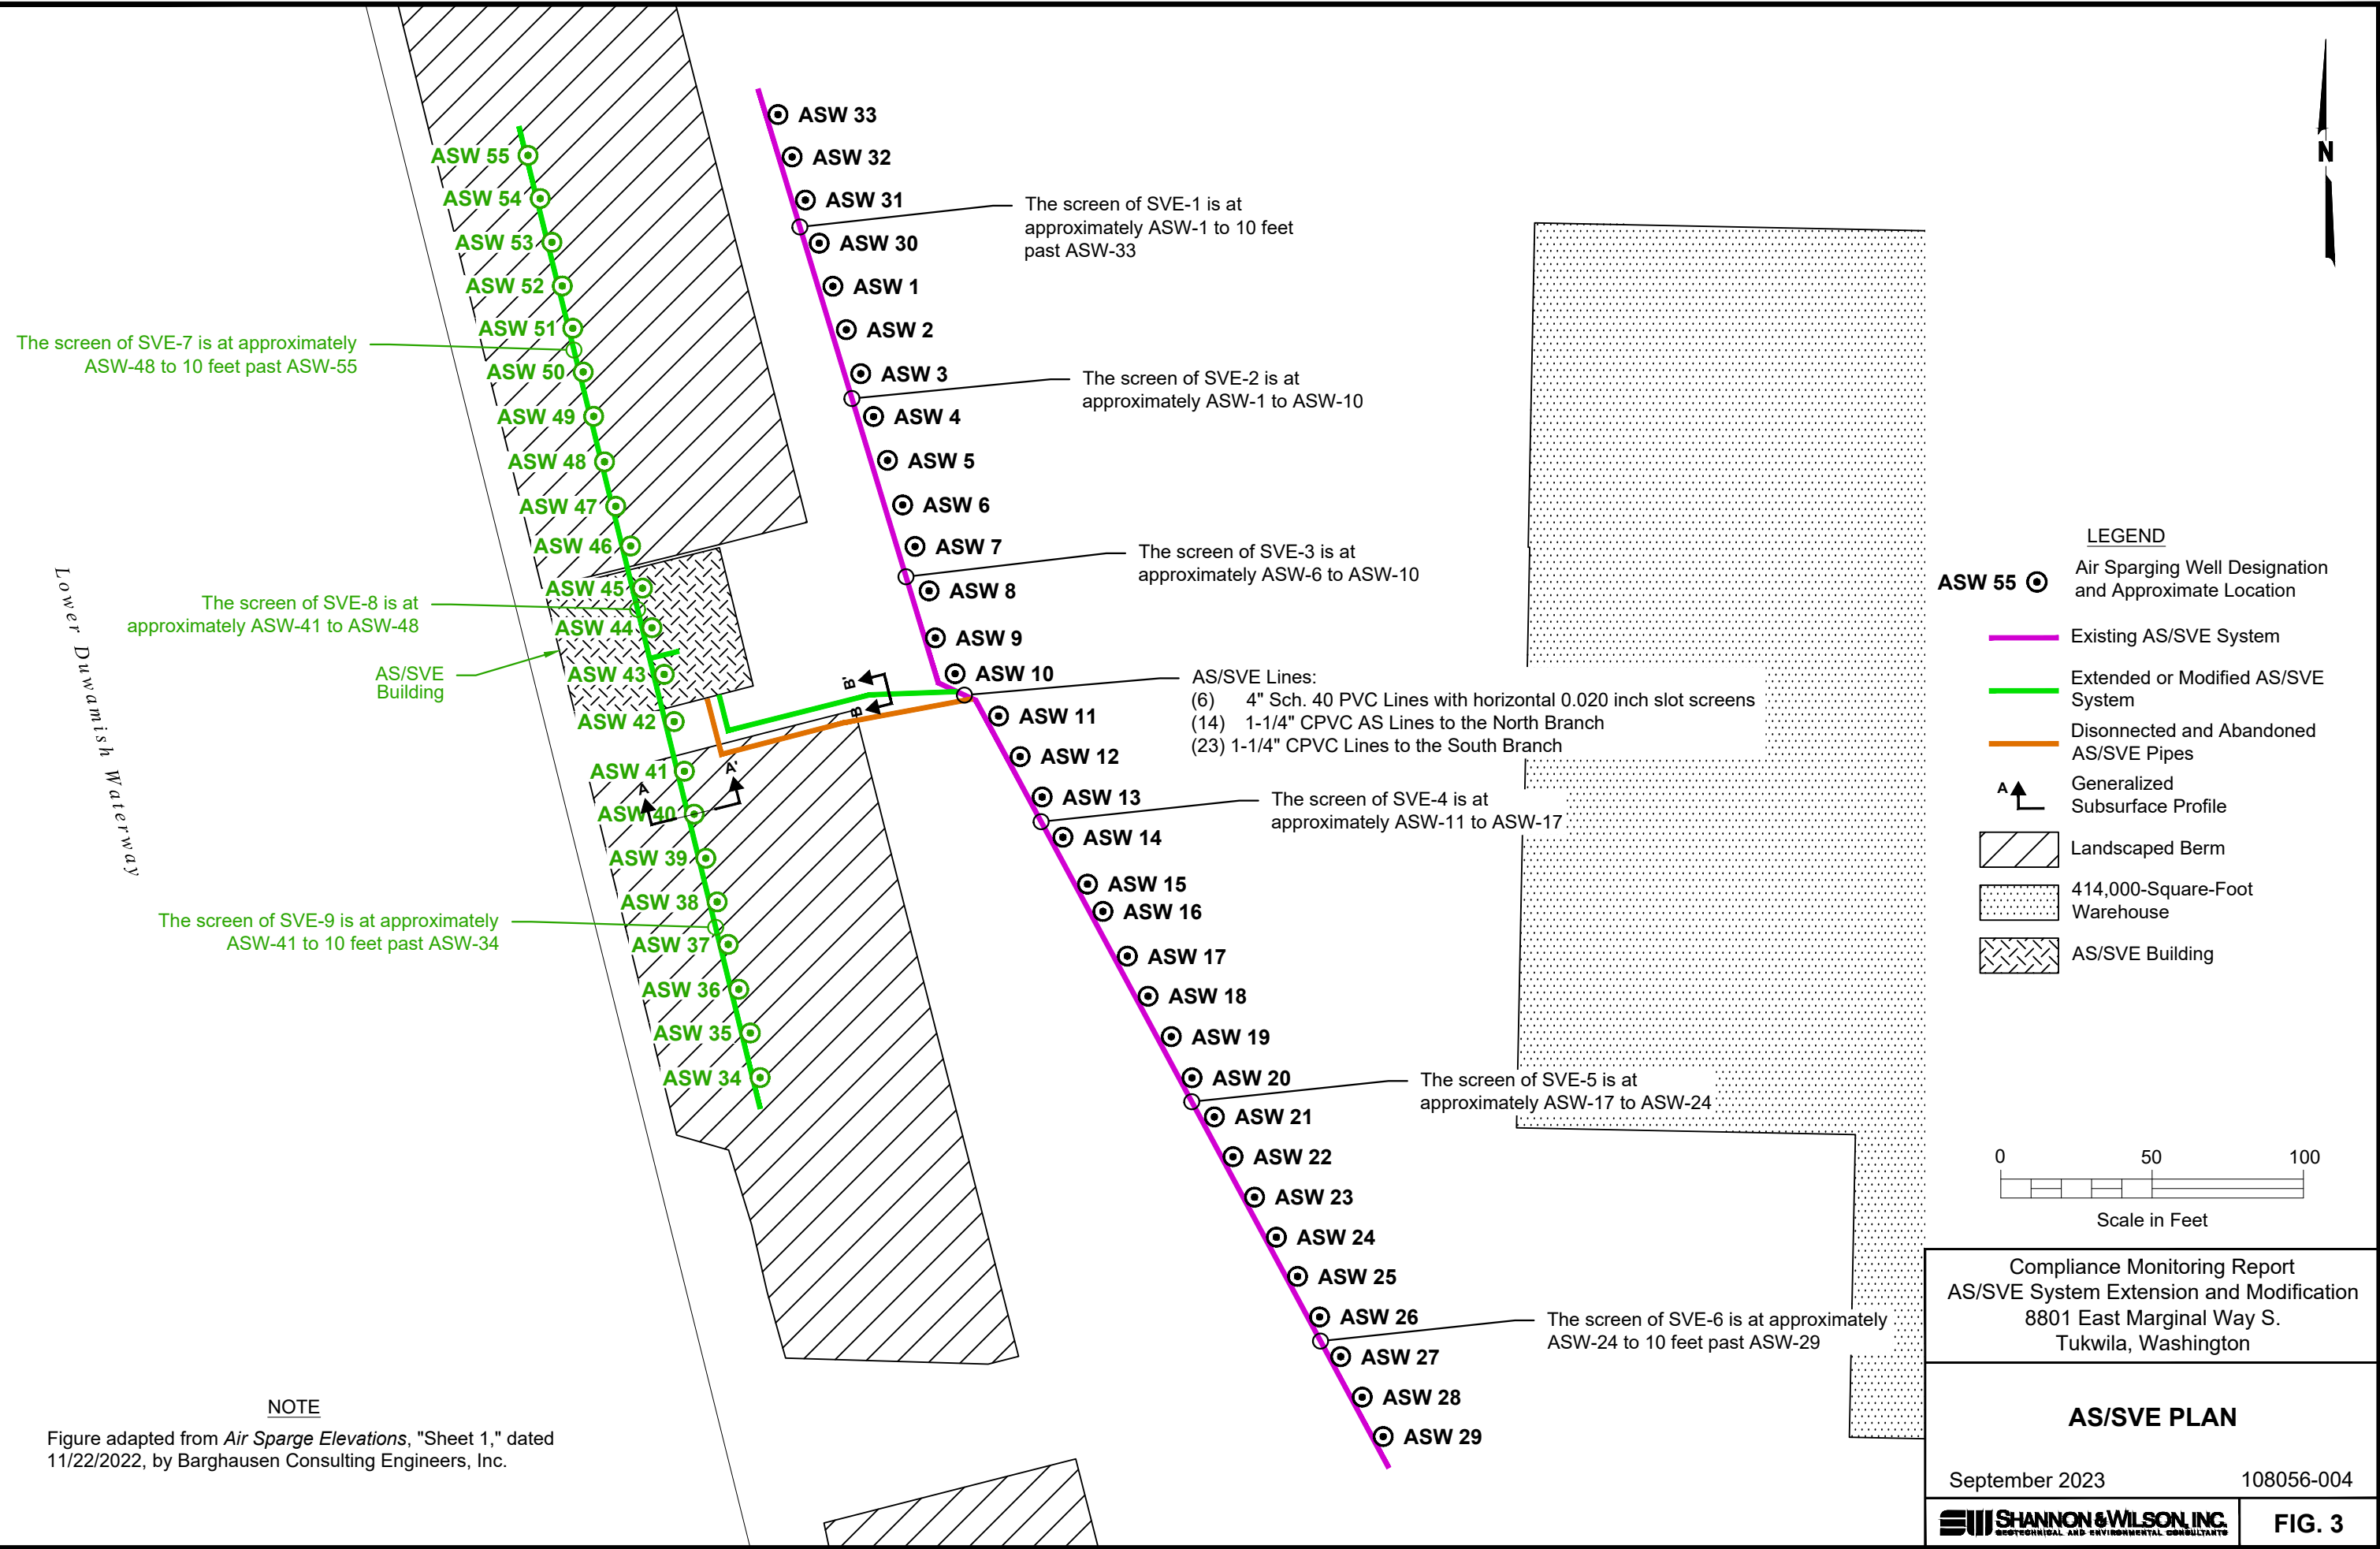 N
ASW 33
ASW 32
ASW 31
ASW 30
ASW 1
ASW 2
ASW 3
ASW 4
ASW 5
ASW 6
ASW 7
ASW 8
ASW 9
ASW 10
ASW 11
ASW 12
ASW 13
ASW 14
ASW 15
ASW 16
ASW 17
ASW 18
ASW 19
ASW 20
ASW 21
ASW 22
ASW 23
ASW 24
ASW 25
ASW 26
ASW 27
ASW 28
ASW 29
ASW 55
ASW 54
ASW 53
ASW 52
ASW 51
ASW 50
ASW 49
ASW 48
ASW 47
ASW 46
ASW 45
ASW 44
ASW 43
ASW 42
ASW 41
ASW 40
ASW 39
ASW 38
ASW 37
ASW 36
ASW 35
ASW 34
The screen of SVE-1 is at
approximately ASW-1 to 10 feet
past ASW-33
The screen of SVE-2 is at
approximately ASW-1 to ASW-10
The screen of SVE-3 is at
approximately ASW-6 to ASW-10
AS/SVE Lines:
(6) 4" Sch. 40 PVC Lines with horizontal 0.020 inch slot screens
(14) 1-1/4" CPVC AS Lines to the North Branch
(23) 1-1/4" CPVC Lines to the South Branch
The screen of SVE-4 is at
approximately ASW-11 to ASW-17
The screen of SVE-5 is at
approximately ASW-17 to ASW-24
The screen of SVE-6 is at approximately
ASW-24 to 10 feet past ASW-29
The screen of SVE-7 is at approximately
ASW-48 to 10 feet past ASW-55
The screen of SVE-8 is at
approximately ASW-41 to ASW-48
AS/SVE
Building
The screen of SVE-9 is at approximately
ASW-41 to 10 feet past ASW-34
B'
B
A'
A
Lower Duwamish Waterway
LEGEND
ASW 55
Air Sparging Well Designation
and Approximate Location
Existing AS/SVE System
Extended or Modified AS/SVE
System
Disonnected and Abandoned
AS/SVE Pipes
A
Generalized
Subsurface Profile
Landscaped Berm
414,000-Square-Foot
Warehouse
AS/SVE Building
0 50 100
Scale in Feet
NOTE
Figure adapted from Air Sparge Elevations, "Sheet 1," dated
11/22/2022, by Barghausen Consulting Engineers, Inc.
Compliance Monitoring Report
AS/SVE System Extension and Modification
8801 East Marginal Way S.
Tukwila, Washington
AS/SVE PLAN
September 2023 108056-004
SHANNON & WILSON, INC.
GEOTECHNICAL AND ENVIRONMENTAL CONSULTANTS
FIG. 3